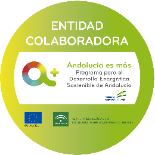 ENTIDAD
COLABORADORA
Andalucía es más
Programa para el
Desarrollo Energético
Sostenible de Andalucía